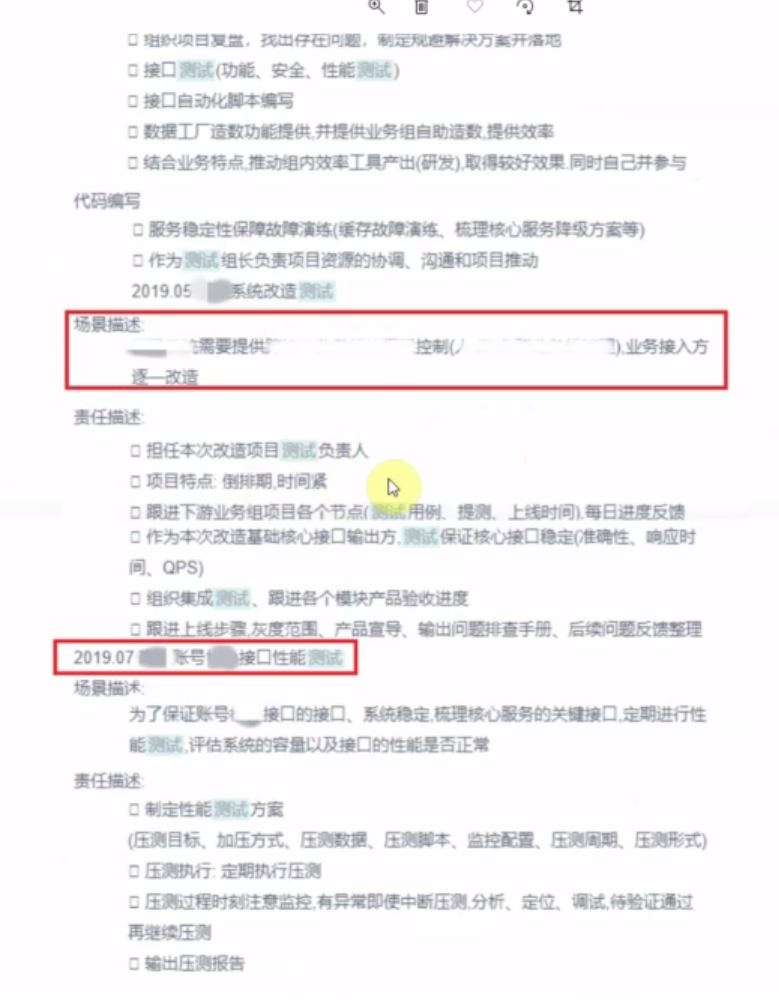 □ 组织项目复盘，找出存在问题，制定规避解决方案并落地
□ 接口测试(功能、安全、性能测试)
□ 接口自动化脚本编写
□ 数据工厂造数功能提供,并提供业务组自助造数,提供效率
□ 结合业务特点,推动组内效率工具产出(研发),取得较好效果.同时自己并参与
代码编写
□ 服务稳定性保障故障演练(缓存故障演练、梳理核心服务降级方案等)
□ 作为测试组长负责项目资源的协调、沟通和项目推动
2019.05 系统改造测试
场景描述:
需要提供 控制( ),业务接入方
逐一改造
责任描述:
□ 担任本次改造项目测试负责人
□ 项目特点: 倒排期,时间紧
□ 跟进下游业务组项目各个节点(测试用例、提测、上线时间).每日进度反馈
□ 作为本次改造基础核心接口输出方,测试保证核心接口稳定(准确性、响应时
间、QPS)
□ 组织集成测试、跟进各个模块产品验收进度
□ 跟进上线步骤,灰度范围、产品宣导、输出问题排查手册、后续问题反馈整理
2019.07 账号 接口性能测试
场景描述:
为了保证账号 接口的接口、系统稳定,梳理核心服务的关键接口,定期进行性
能测试,评估系统的容量以及接口的性能是否正常
责任描述:
□ 制定性能测试方案
(压测目标、加压方式、压测数据、压测脚本、监控配置、压测周期、压测形式)
□ 压测执行: 定期执行压测
□ 压测过程时刻注意监控,有异常即使中断压测,分析、定位、调试,待验证通过
再继续压测
□ 输出压测报告